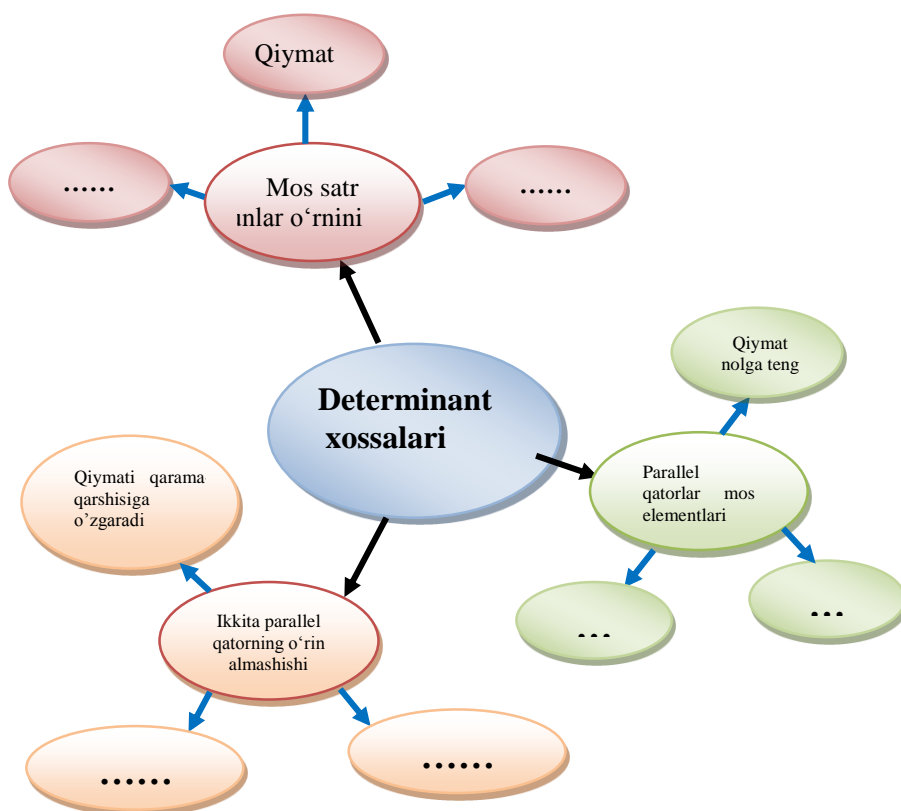 Qiymat
……
……
Mos satr
ınlar o‘rnini
Determinant
xossalari
Qiymat
nolga teng
Parallel
qatorlar mos
elementlari
…
…
Qiymati qarama
qarshisiga
o’zgaradi
Ikkita parallel
qatorning o‘rin
almashishi
……
……